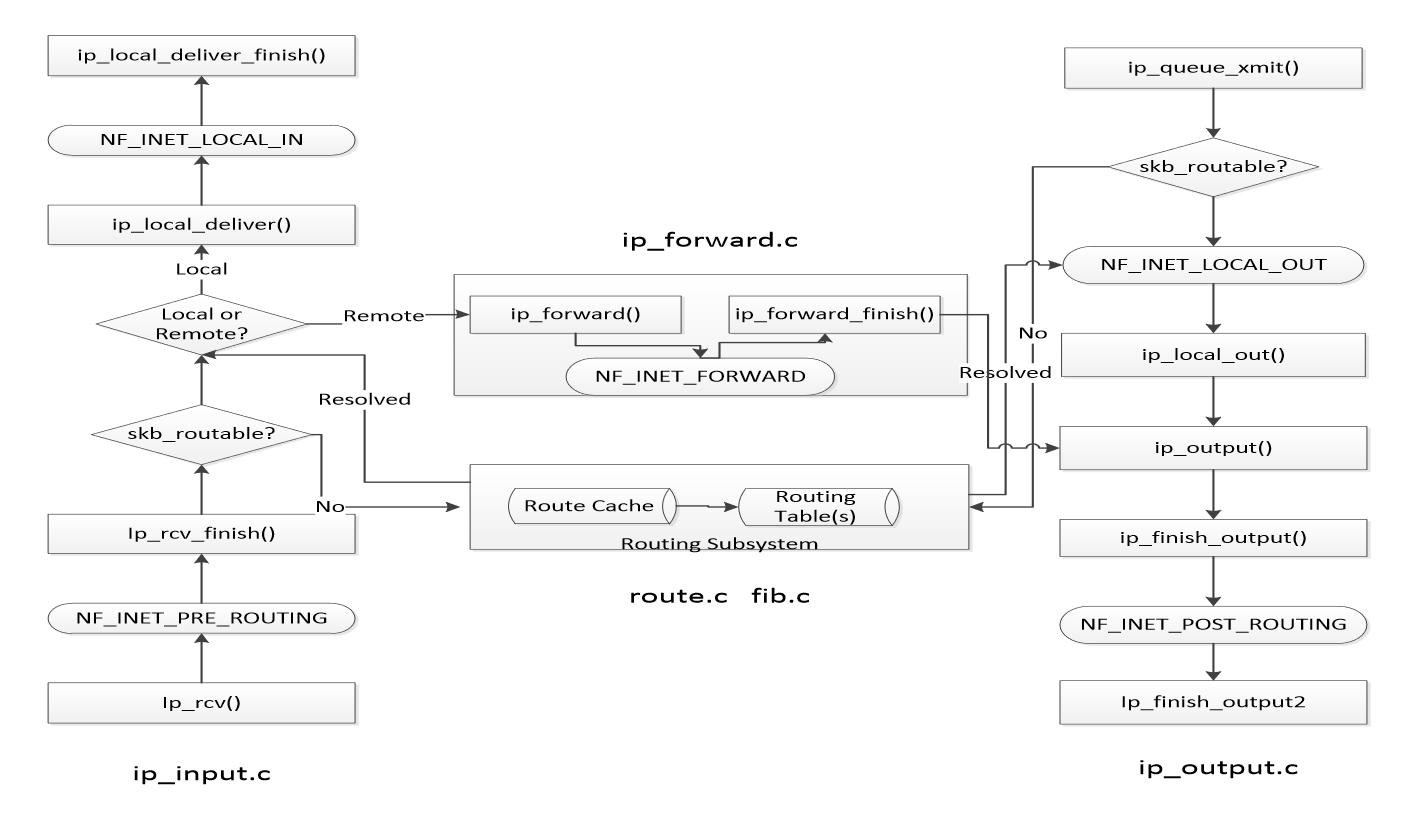 ip_local_deliver_finish()
NF_INET_LOCAL_IN
ip_local_deliver()
Local
Local or
Remote?
Remote
skb_routable?
Resolved
No
Ip_rcv_finish()
NF_INET_PRE_ROUTING
Ip_rcv()
ip_input.c
ip_forward.c
ip_forward()
ip_forward_finish()
NF_INET_FORWARD
Route Cache
Routing
Table(s)
Routing Subsystem
route.c fib.c
ip_queue_xmit()
skb_routable?
No
Resolved
NF_INET_LOCAL_OUT
ip_local_out()
ip_output()
ip_finish_output()
NF_INET_POST_ROUTING
Ip_finish_output2
ip_output.c